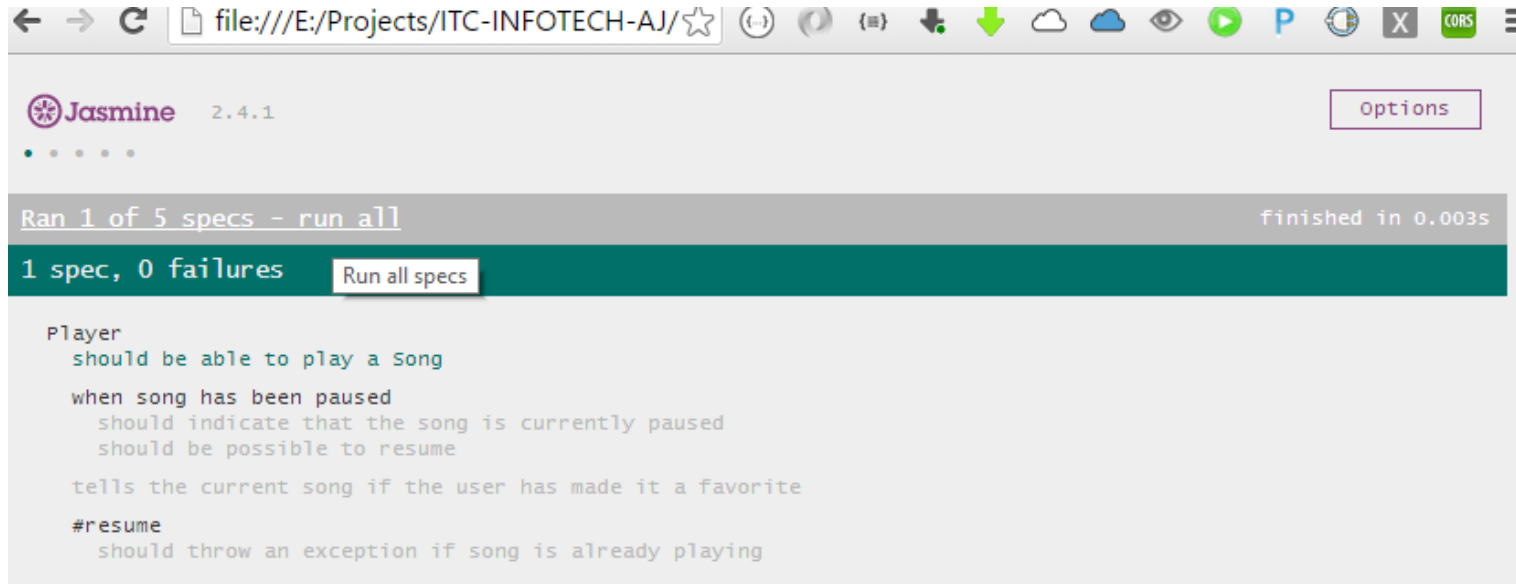 file:///E:/Projects/ITC-INFOTECH-AJ/
{≡}
P
X
CORS
Jasmine 2.4.1
Options
Ran 1 of 5 specs - run all
finished in 0.003s
1 spec, 0 failures
Run all specs
Player
should be able to play a Song
when song has been paused
should indicate that the song is currently paused
should be possible to resume
tells the current song if the user has made it a favorite
#resume
should throw an exception if song is already playing